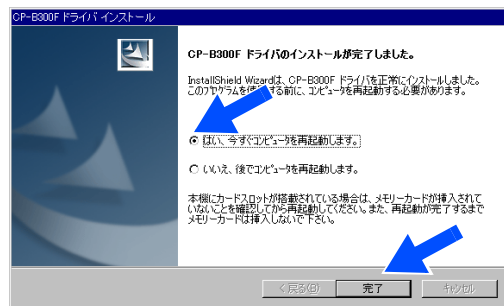 CP-B300F ドライバ インストール
CP-B300F ドライバのインストールが完了しました。
InstallShield Wizardは、CP-B300F ドライバを正常にインストールしました。
このプログラムを使 する前に、コンピュータを再起動する必要があります。
はい、今すぐコンピュータを再起動します。
いいえ、後でコンピュータを再起動します。
本機にカードスロットが搭載されている場合は、メモリーカードが挿入されて
いないことを確認してから再起動してください。また、再起動が完了するまで
メモリーカードは挿入しないで下さい。
< 戻る(B)
完了
キャンセル